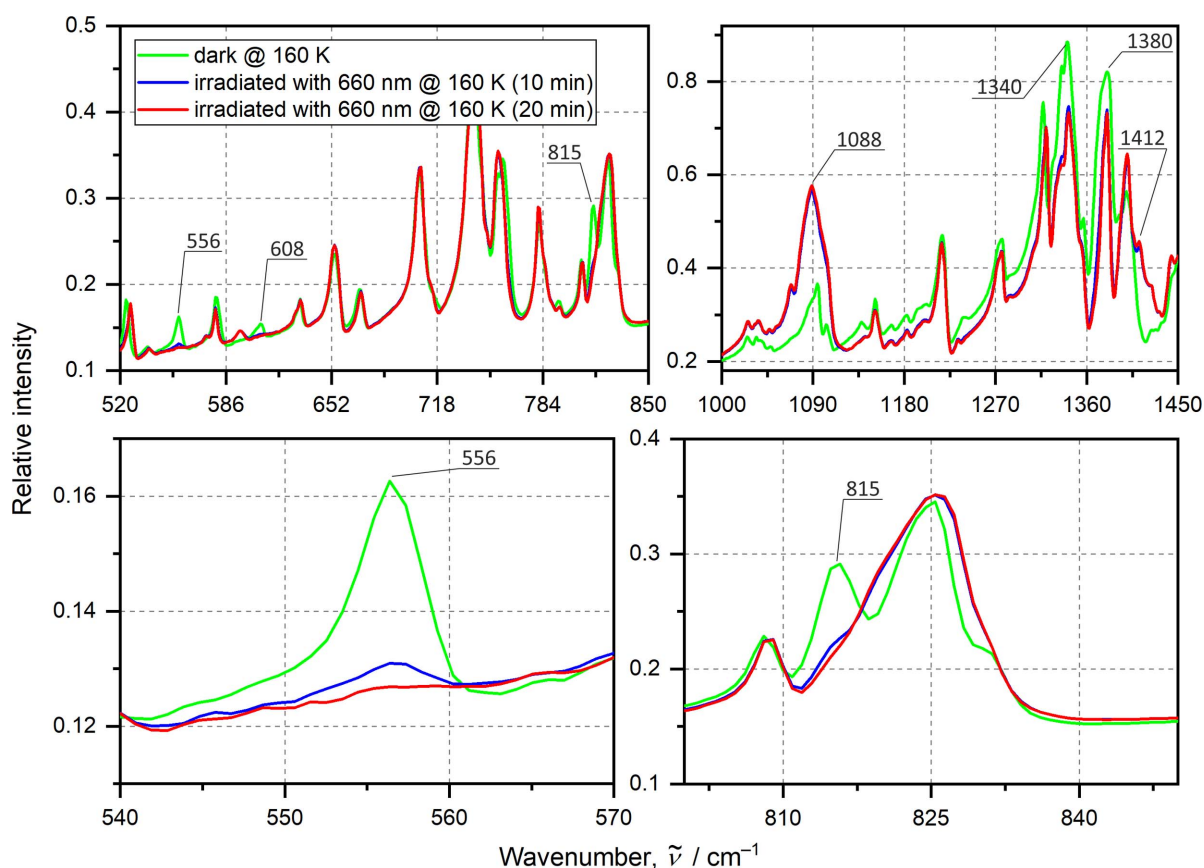 0.5
0.4
0.3
0.2
0.1
dark @ 160 K
irradiated with 660 nm @ 160 K (10 min)
irradiated with 660 nm @ 160 K (20 min)
556
608
815
520 586 652 718 784 850
0.8
0.6
0.4
0.2
1340
1380
1088
1412
1000 1090 1180 1270 1360 1450
Relative intensity
0.16
0.14
0.12
556
540 550 560 570
0.4
0.3
0.2
0.1
815
810 825 840
Wavenumber, ν̃ / cm⁻¹